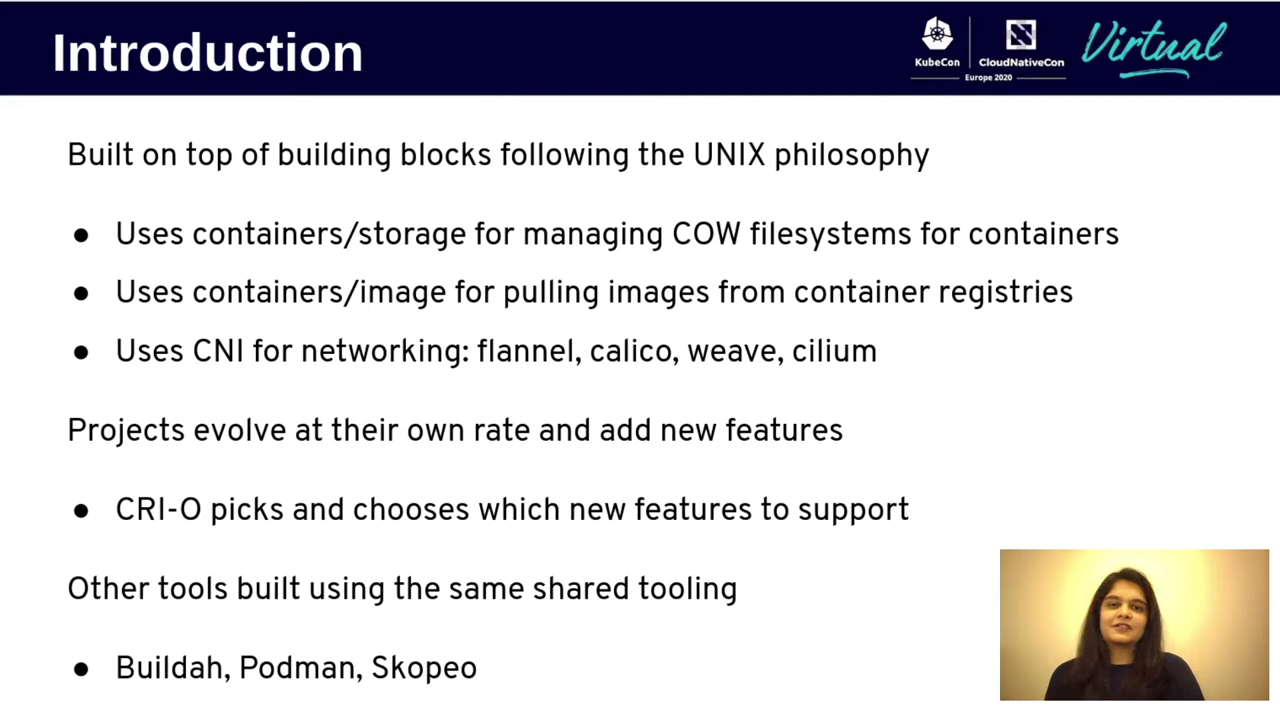 Introduction
KubeCon
CloudNativeCon
Europe 2020
Virtual
Built on top of building blocks following the UNIX philosophy
● Uses containers/storage for managing COW filesystems for containers
● Uses containers/image for pulling images from container registries
● Uses CNI for networking: flannel, calico, weave, cilium
Projects evolve at their own rate and add new features
● CRI-O picks and chooses which new features to support
Other tools built using the same shared tooling
● Buildah, Podman, Skopeo